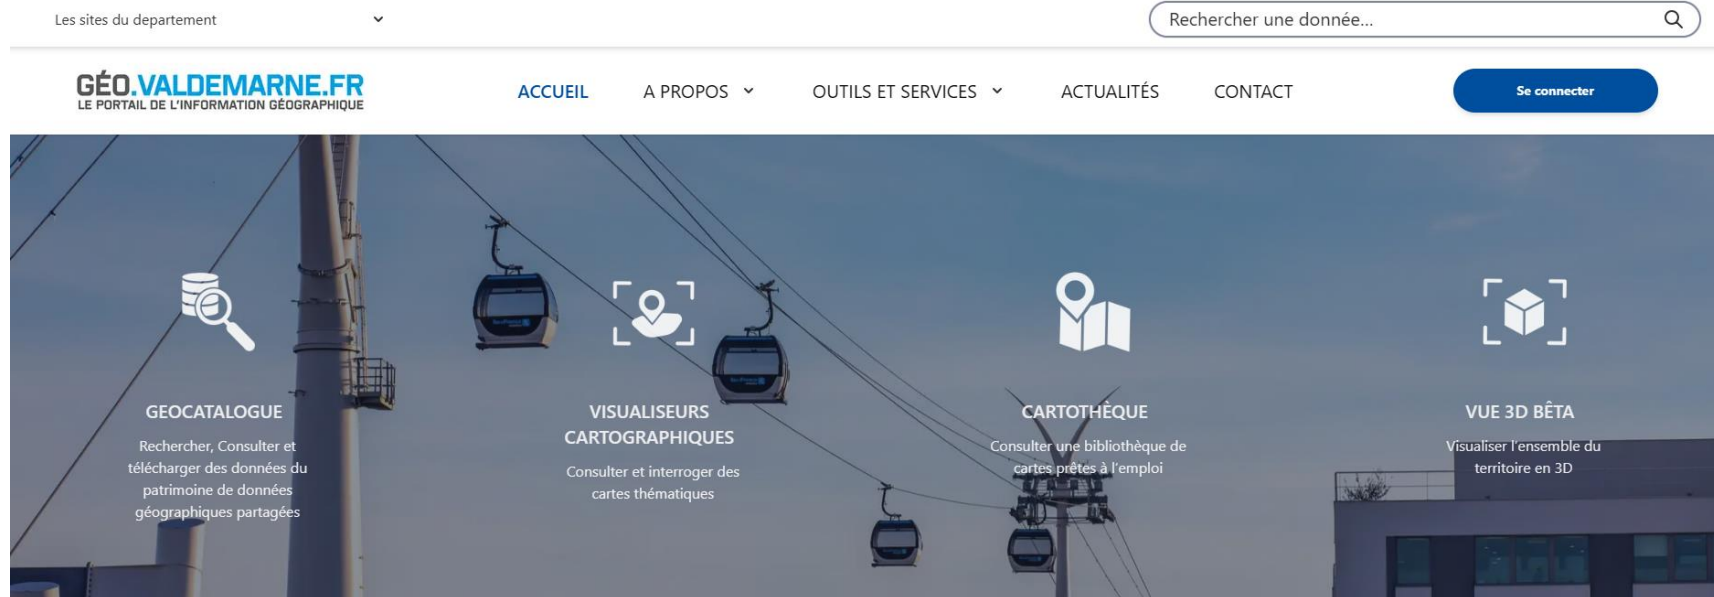 Les sites du departement
Rechercher une donnée...
GÉO.VALDEMARNE.FR
LE PORTAIL DE L'INFORMATION GÉOGRAPHIQUE
ACCUEIL
A PROPOS
OUTILS ET SERVICES
ACTUALITÉS
CONTACT
Se connecter
GEOCATALOGUE
Rechercher, Consulter et
télécharger des données du
patrimoine de données
géographiques partagées
VISUALISEURS
CARTOGRAPHIQUES
Consulter et interroger des
cartes thématiques
CARTOTHÈQUE
Consulter une bibliothèque de
cartes prêtes à l'emploi
VUE 3D BÊTA
Visualiser l'ensemble du
territoire en 3D